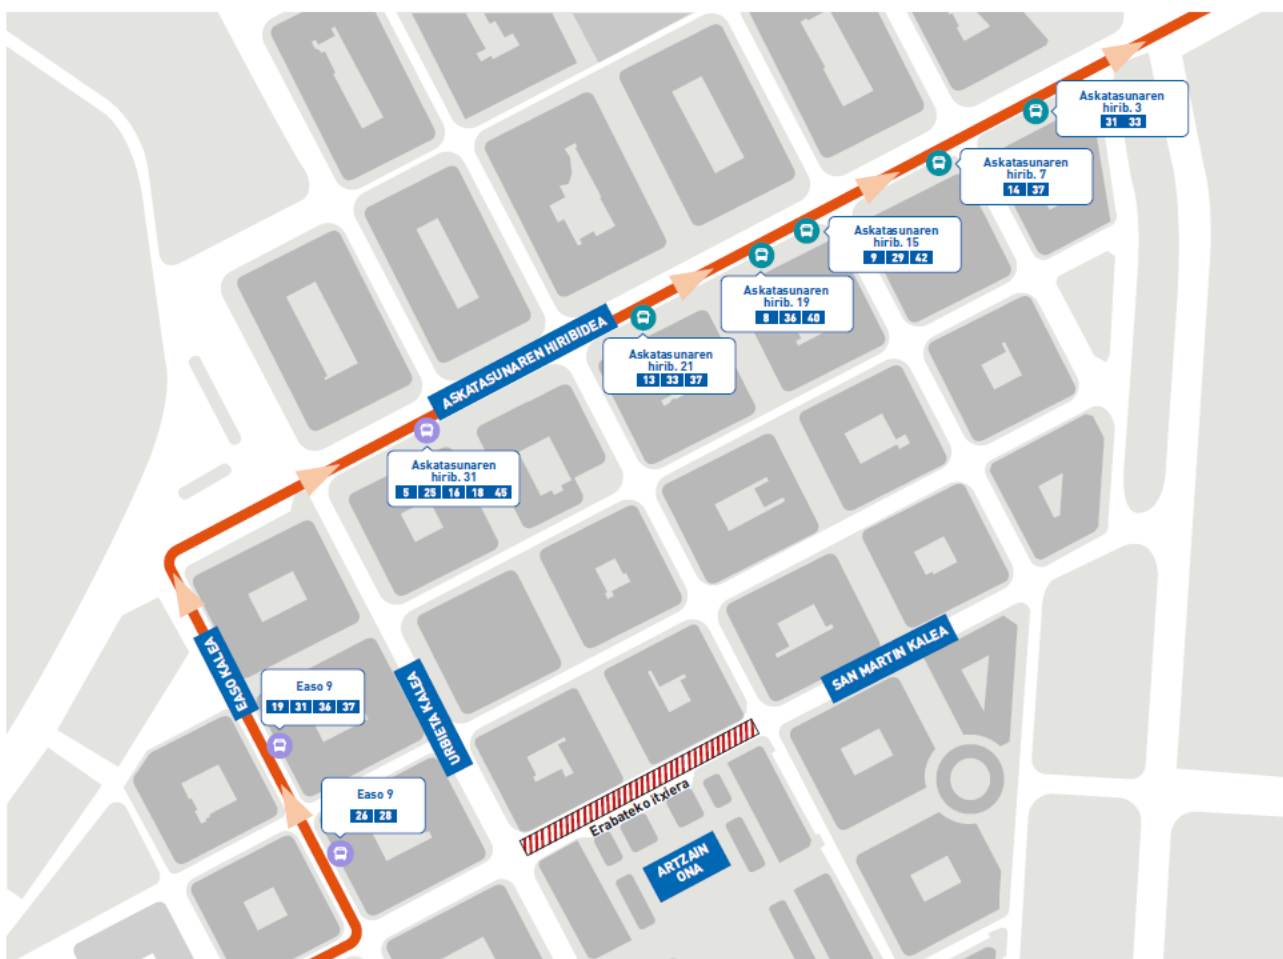 Askatasunaren
hirib. 3
31 33
Askatasunaren
hirib. 7
14 37
Askatasunaren
hirib. 15
9 29 42
Askatasunaren
hirib. 19
8 36 40
ASKATASUNAREN HIRIBIDEA
Askatasunaren
hirib. 21
13 33 37
Askatasunaren
hirib. 31
5 25 16 18 45
EASO KALEA
Easo 9
19 31 36 37
URBIETA KALEA
SAN MARTIN KALEA
Easo 9
26 28
Erabateko itxiera
ARTZAIN
ONA